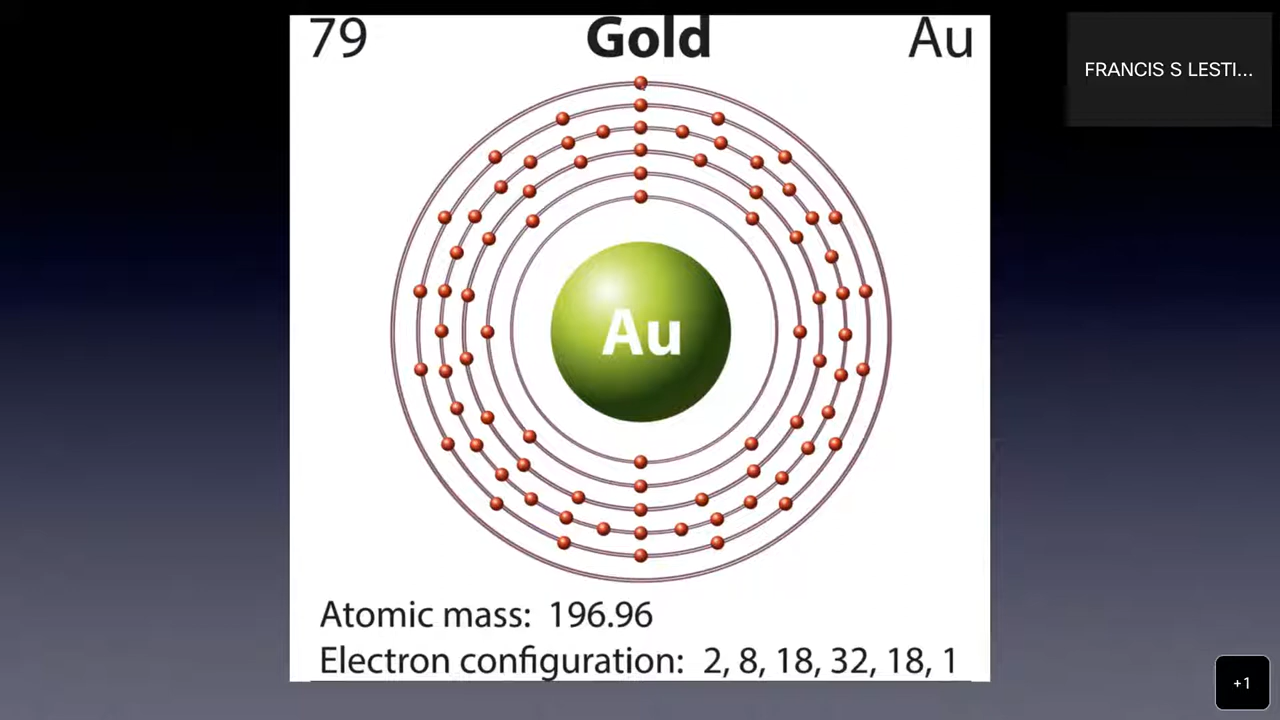 79 Gold Au
FRANCIS S LESTI...
Au
Atomic mass: 196.96
Electron configuration: 2, 8, 18, 32, 18, 1
+1